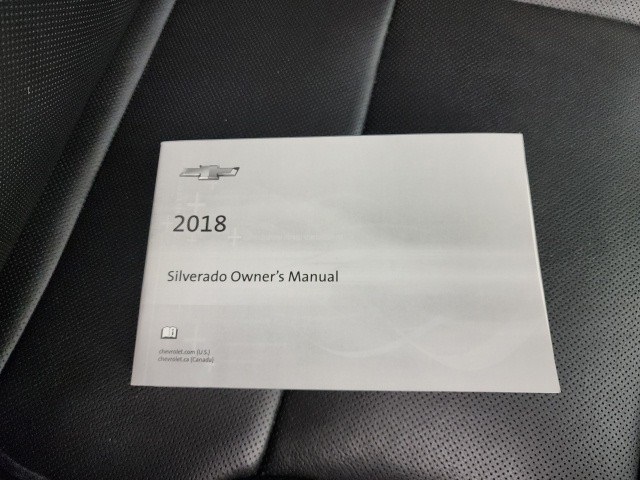 2018
Silverado Owner's Manual
chevrolet.com (U.S.)
chevrolet.ca (Canada)